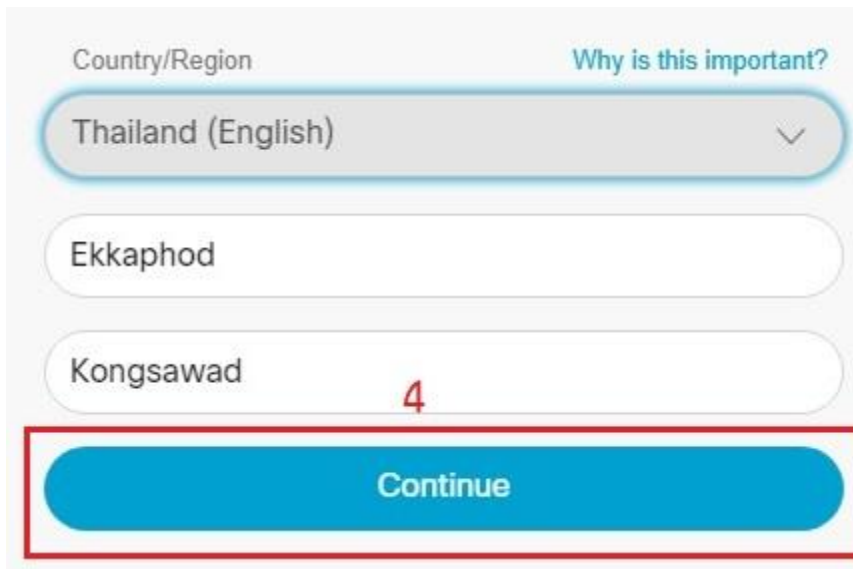 Country/Region Why is this important?
Thailand (English)
Ekkaphod
Kongsawad
4
Continue